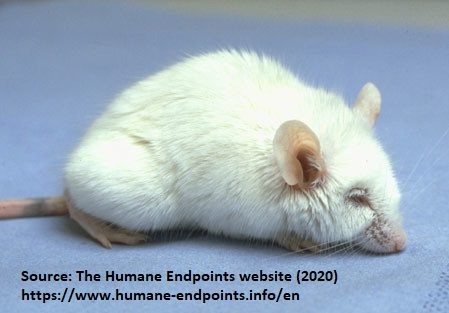 Source: The Humane Endpoints website (2020)
https://www.humane-endpoints.info/en